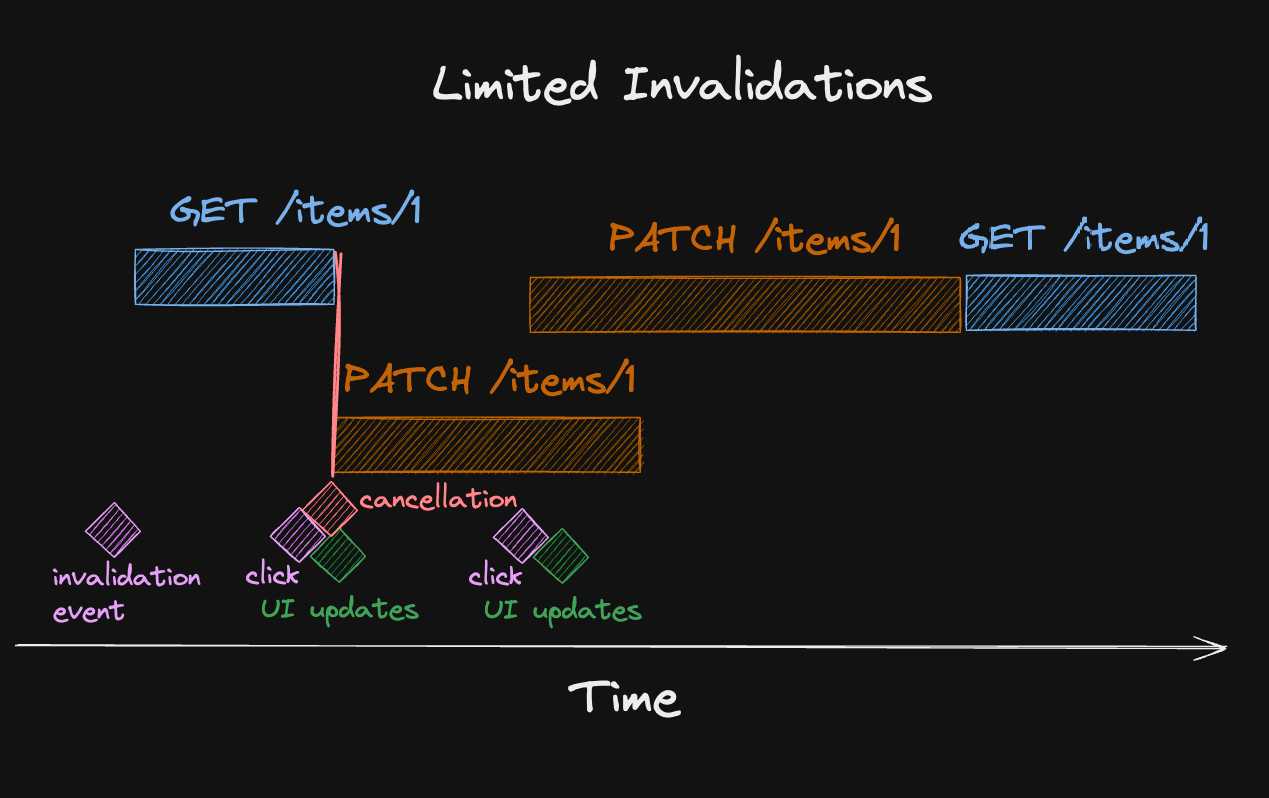 Limited Invalidations
GET /items/1
PATCH /items/1
GET /items/1
PATCH /items/1
cancellation
invalidation
event
click
UI updates
click
UI updates
Time